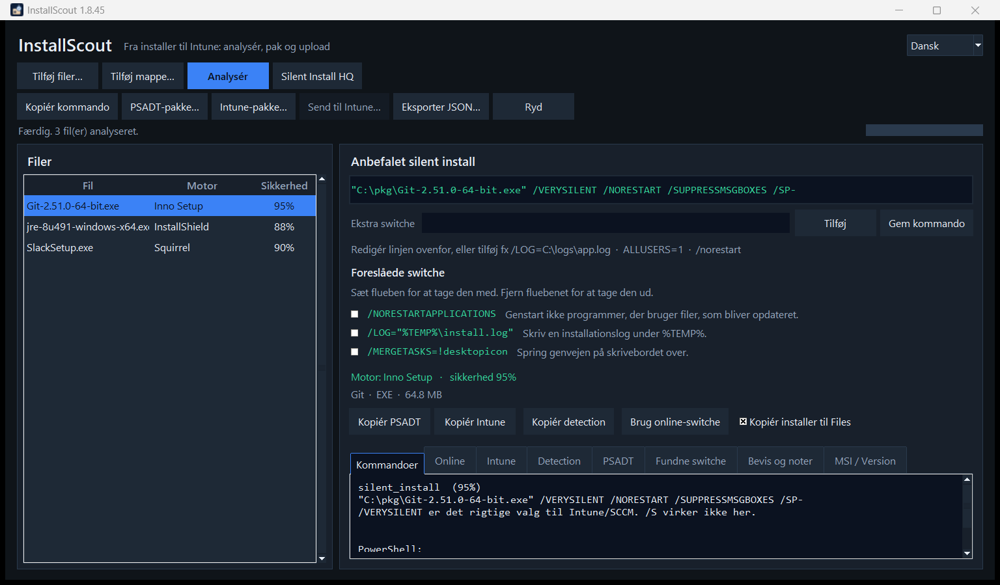 InstallScout 1.8.45
InstallScout Fra installer til Intune: analysér, pak og upload
Dansk
Tilføj filer... Tilføj mappe... Analysér Silent Install HQ
Kopiér kommando PSADT-pakke... Intune-pakke... Send til Intune... Eksporter JSON... Ryd
Færdig. 3 fil(er) analyseret.
Filer
Fil Motor Sikkerhed
Git-2.51.0-64-bit.exe Inno Setup 95%
jre-8u491-windows-x64.exe InstallShield 88%
SlackSetup.exe Squirrel 90%
Anbefalet silent install
"C:\pkg\Git-2.51.0-64-bit.exe" /VERYSILENT /NORESTART /SUPPRESSMSGBOXES /SP-
Ekstra switche Tilføj Gem kommando
Redigér linjen ovenfor, eller tilføj fx /LOG=C:\logs\app.log · ALLUSERS=1 · /norestart
Foreslåede switche
Sæt flueben for at tage den med. Fjern fluebenet for at tage den ud.
/NORESTARTAPPLICATIONS Genstart ikke programmer, der bruger filer, som bliver opdateret.
/LOG="%TEMP%\install.log" Skriv en installationslog under %TEMP%.
/MERGETASKS=!desktopicon Spring genvejen på skrivebordet over.
Motor: Inno Setup · sikkerhed 95%
Git · EXE · 64.8 MB
Kopiér PSADT Kopiér Intune Kopiér detection Brug online-switche Kopiér installer til Files
Kommandoer Online Intune Detection PSADT Fundne switche Bevis og noter MSI / Version
silent_install (95%)
"C:\pkg\Git-2.51.0-64-bit.exe" /VERYSILENT /NORESTART /SUPPRESSMSGBOXES /SP-
/VERYSILENT er det rigtige valg til Intune/SCCM. /S virker ikke her.
PowerShell: